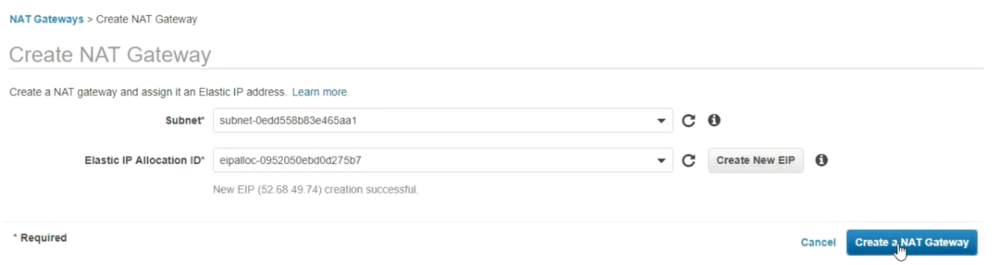 NAT Gateways > Create NAT Gateway
Create NAT Gateway
Create a NAT gateway and assign it an Elastic IP address. Learn more.
Subnet* subnet-0edd558b83e465aa1
Elastic IP Allocation ID* eipalloc-0952050ebd0d275b7 Create New EIP
New EIP (52.68.49.74) creation successful.
* Required Cancel Create a NAT Gateway